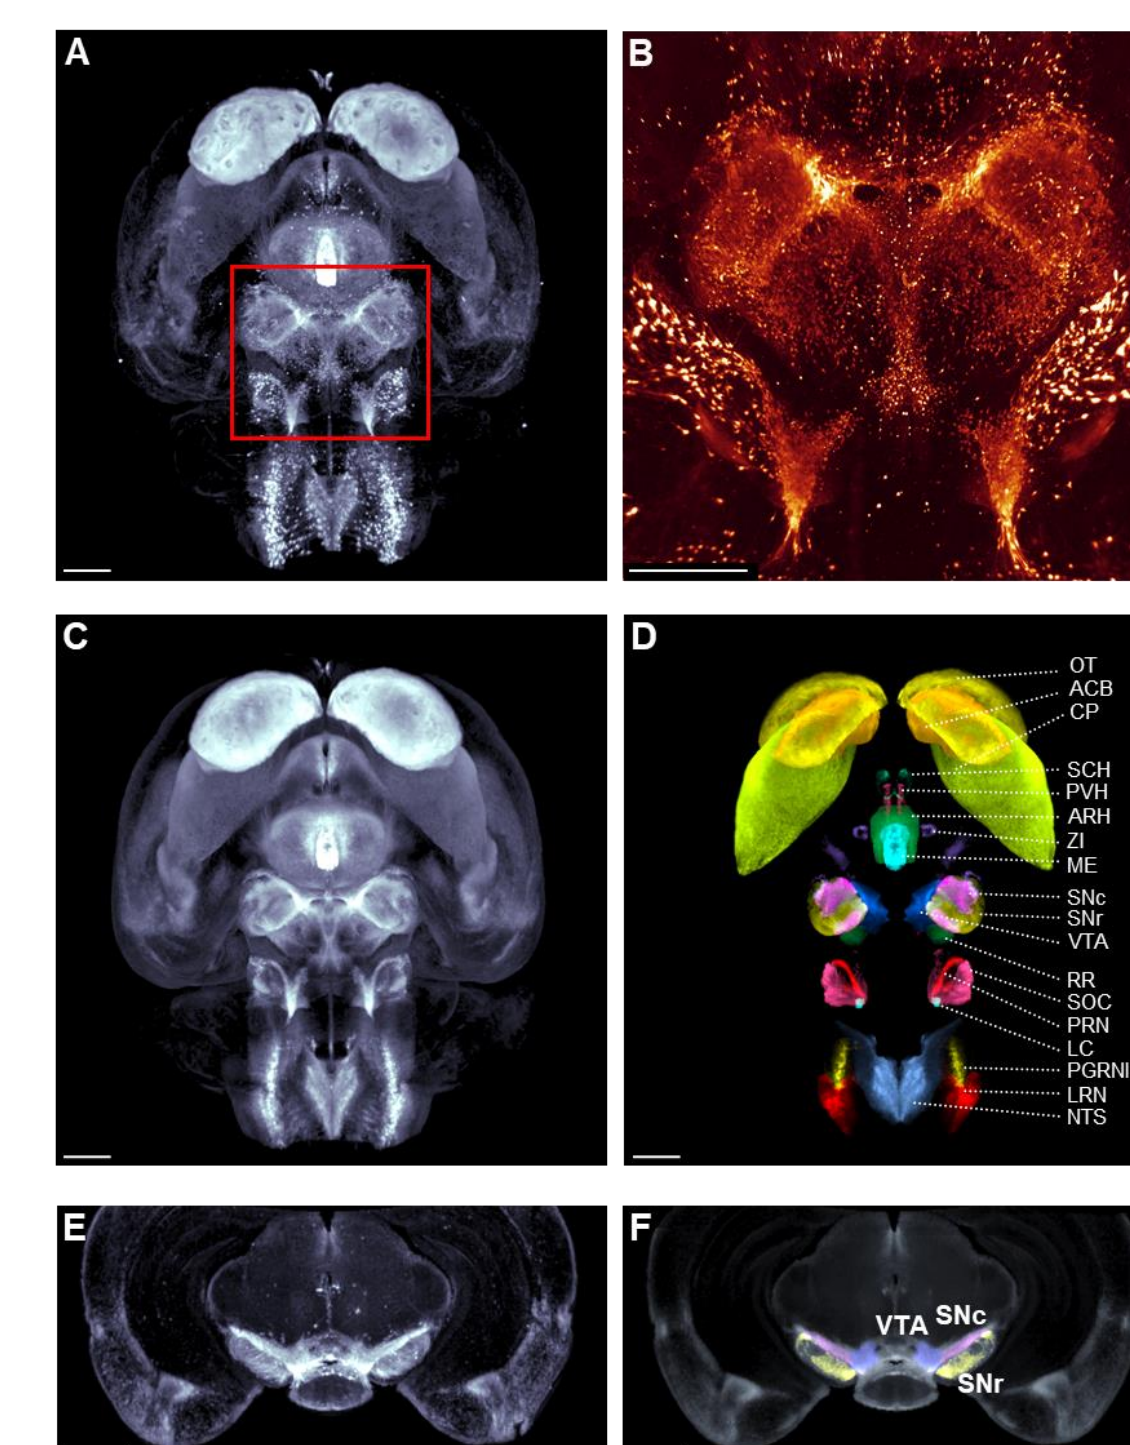 A
B
C
D
OT
ACB
CP
SCH
PVH
ARH
ZI
ME
SNc
SNr
VTA
RR
SOC
PRN
LC
PGRNl
LRN
NTS
E
F
VTA
SNc
SNr